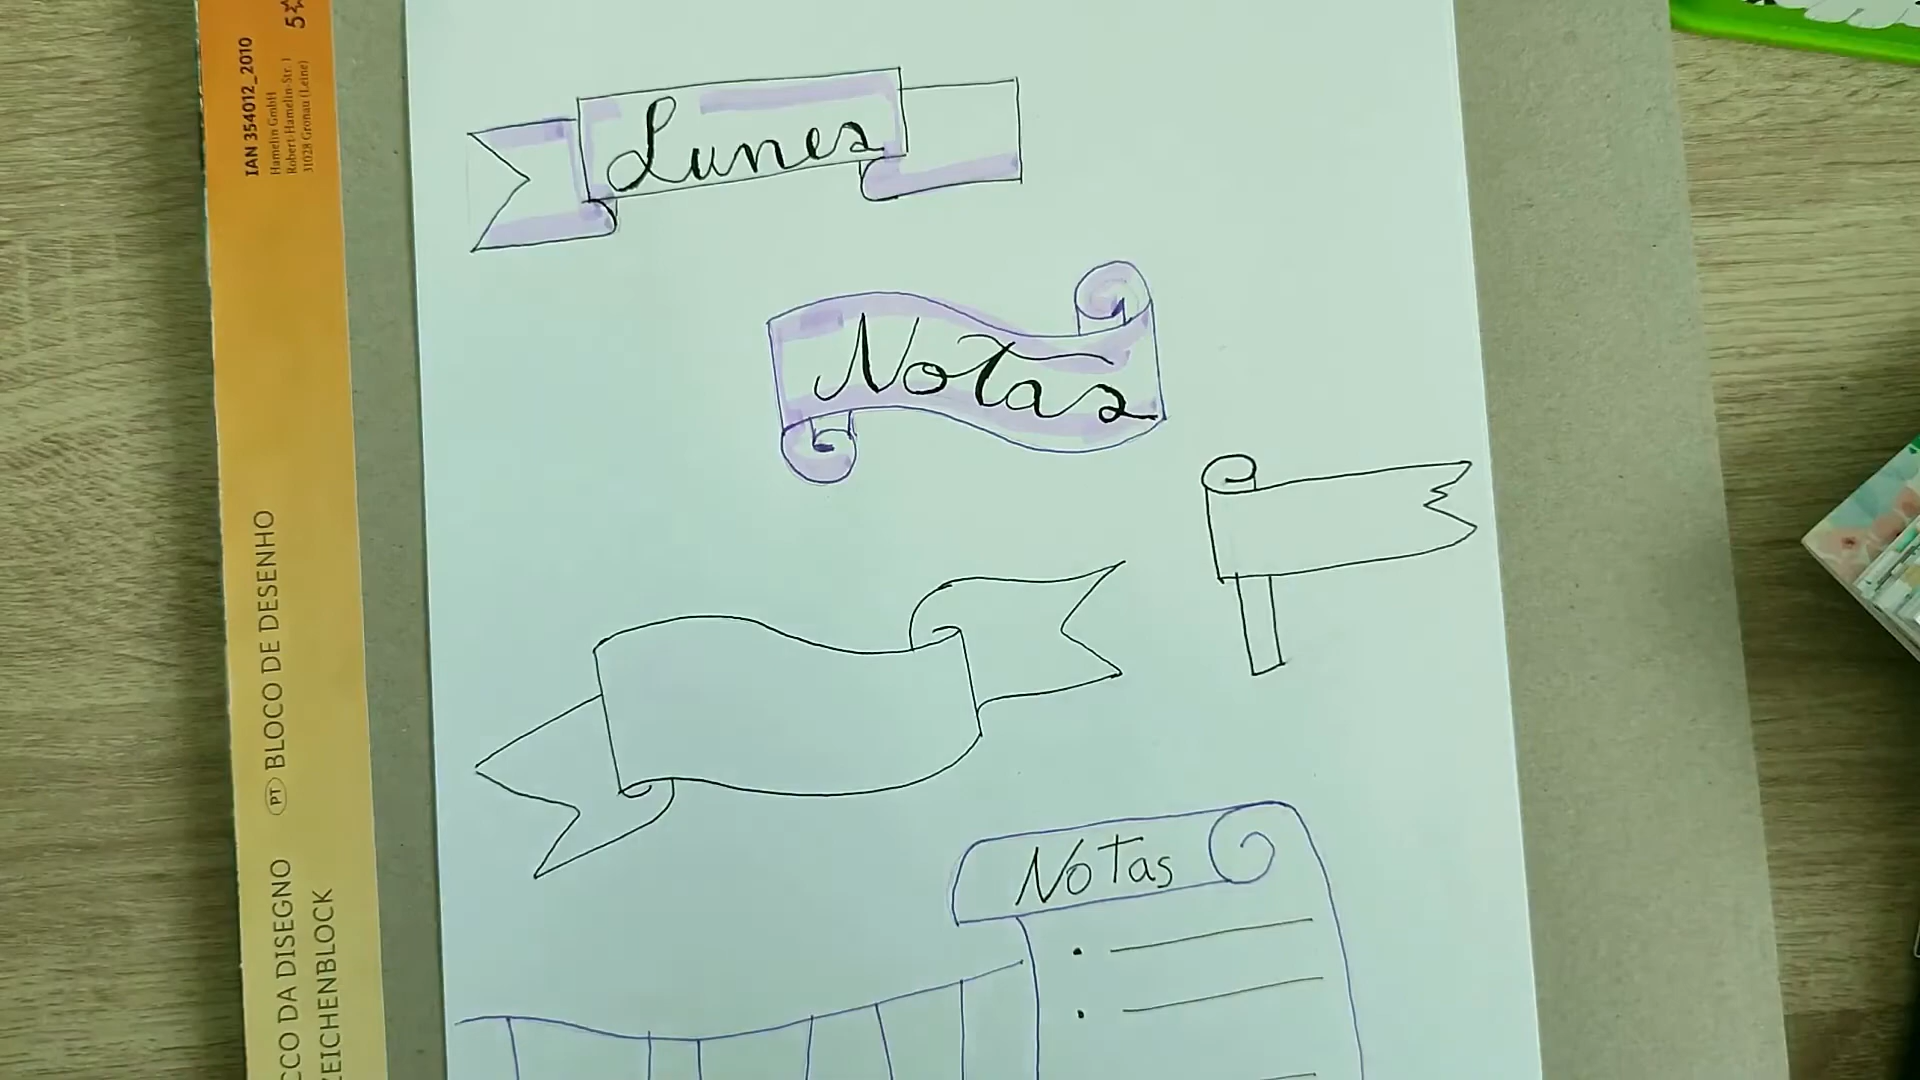 Lunes
Notas
Notas
IAN 354012_2010
Hamelin GmbH
Robert-Hamelin-Str. 1
31028 Gronau (Leine)
PT BLOCO DE DESENHO
CCO DA DISEGNO
ZEICHENBLOCK